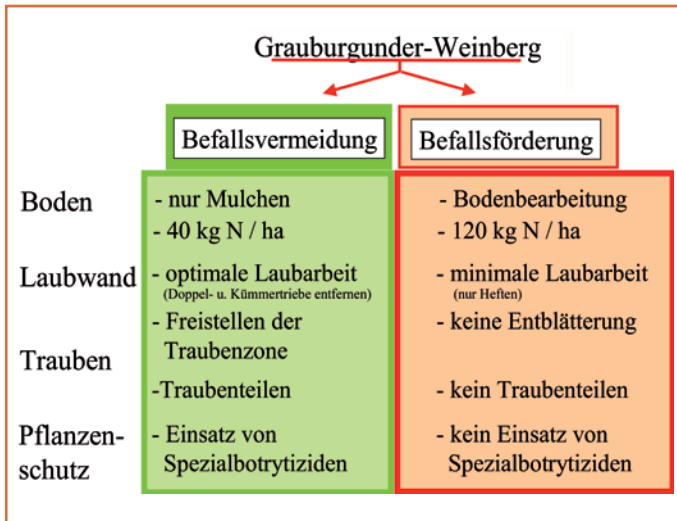 Grauburgunder-Weinberg
Befallsvermeidung
Befallsförderung
Boden
- nur Mulchen
- Bodenbearbeitung
- 40 kg N / ha
- 120 kg N / ha
Laubwand
- optimale Laubarbeit
(Doppel- u. Kümmertriebe entfernen)
- minimale Laubarbeit
(nur Heften)
- Freistellen der
Traubenzone
- keine Entblätterung
Trauben
-Traubenteilen
- kein Traubenteilen
Pflanzen-
schutz
- Einsatz von
Spezialbotrytiziden
- kein Einsatz von
Spezialbotrytiziden